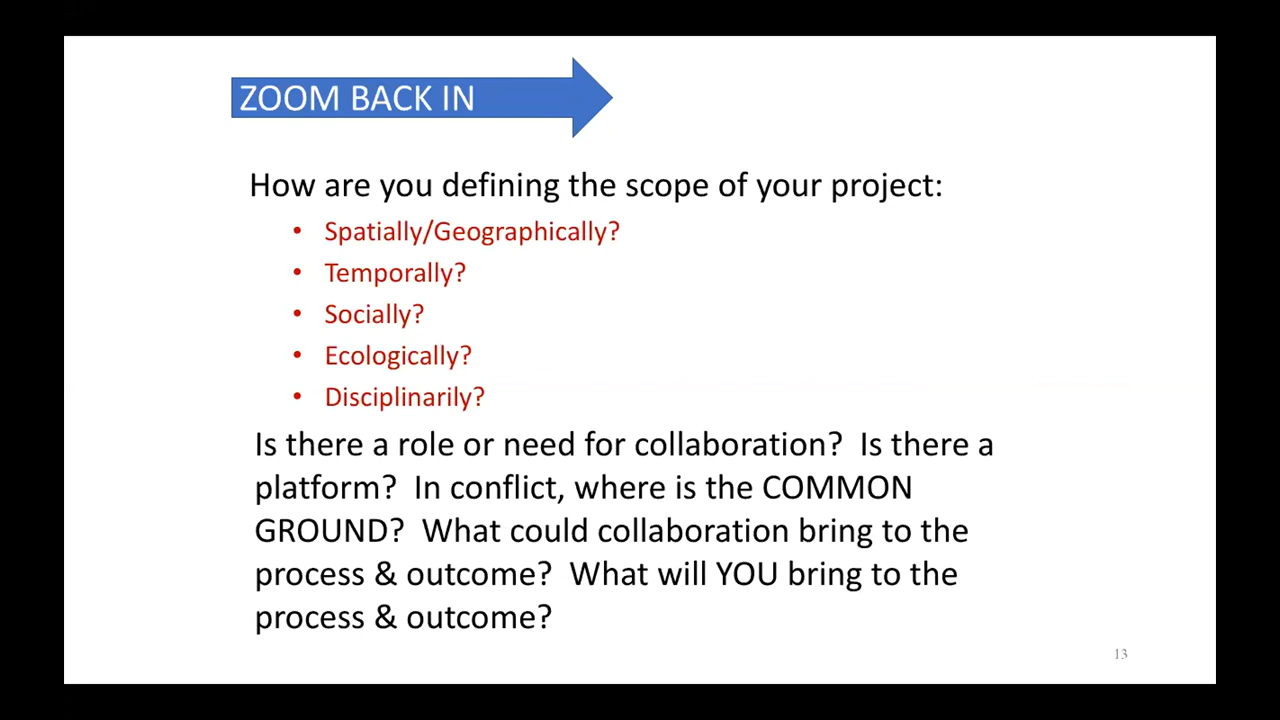 ZOOM BACK IN
How are you defining the scope of your project:
• Spatially/Geographically?
• Temporally?
• Socially?
• Ecologically?
• Disciplinarily?
Is there a role or need for collaboration?  Is there a
platform?  In conflict, where is the COMMON
GROUND?  What could collaboration bring to the
process & outcome?  What will YOU bring to the
process & outcome?
13